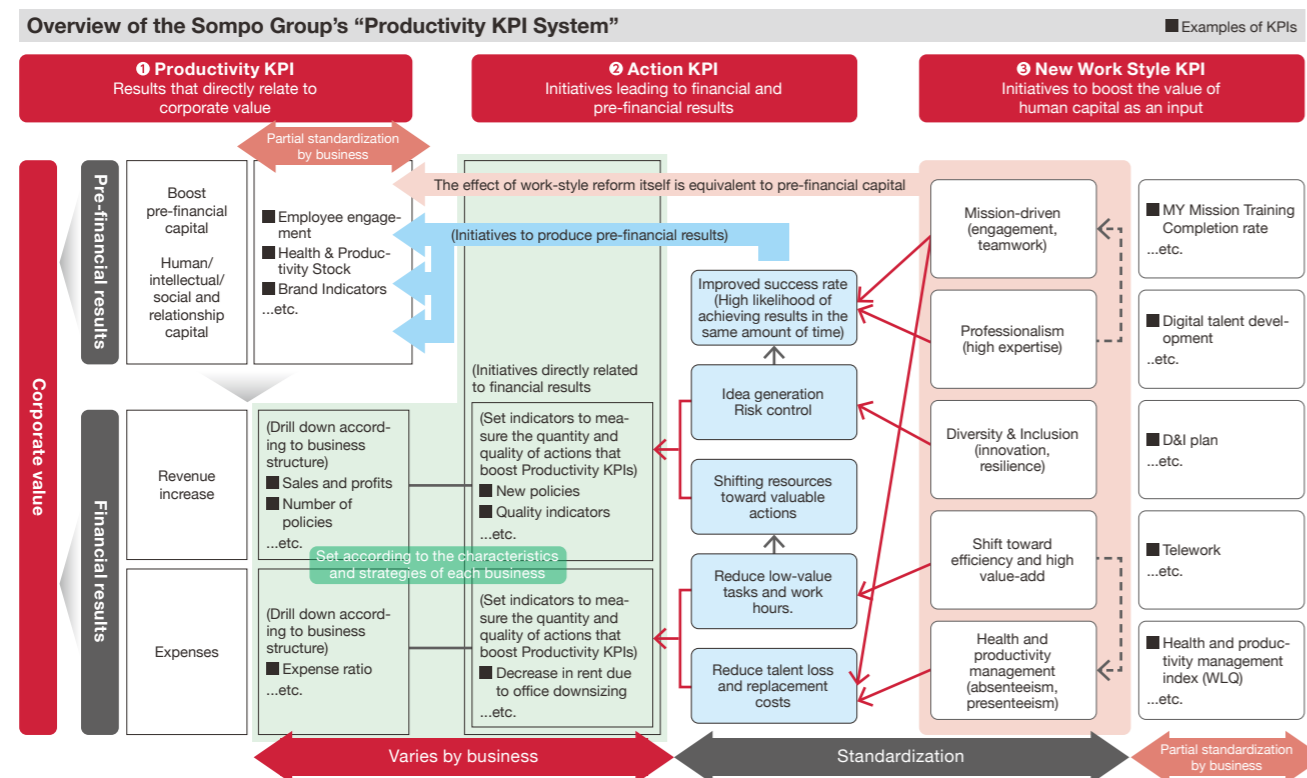 Overview of the Sompo Group's “Productivity KPI System”
■ Examples of KPIs
❶ Productivity KPI
Results that directly relate to
corporate value
❷ Action KPI
Initiatives leading to financial and
pre-financial results
❸ New Work Style KPI
Initiatives to boost the value of
human capital as an input
Partial standardization
by business
Corporate value
Pre-financial results
Boost
pre-financial
capital
Human/
intellectual/
social and
relationship
capital
■ Employee engage-
ment
■ Health & Produc-
tivity Stock
■ Brand Indicators
...etc.
The effect of work-style reform itself is equivalent to pre-financial capital
(Initiatives to produce pre-financial results)
(Initiatives directly related
to financial results
Financial results
Revenue
increase
(Drill down accord-
ing to business
structure)
■ Sales and profits
■ Number of
policies
...etc.
(Set indicators to mea-
sure the quantity and
quality of actions that
boost Productivity KPIs)
■ New policies
■ Quality indicators
...etc.
Set according to the characteristics
and strategies of each business
Expenses
(Drill down accord-
ing to business
structure)
■ Expense ratio
...etc.
(Set indicators to mea-
sure the quantity and
quality of actions that
boost Productivity KPIs)
■ Decrease in rent due
to office downsizing
...etc.
Improved success rate
(High likelihood of
achieving results in the
same amount of time)
Idea generation
Risk control
Shifting resources
toward valuable
actions
Reduce low-value
tasks and work
hours.
Reduce talent loss
and replacement
costs
Mission-driven
(engagement,
teamwork)
Professionalism
(high expertise)
Diversity & Inclusion
(innovation,
resilience)
Shift toward
efficiency and high
value-add
Health and
productivity
management
(absenteeism,
presenteeism)
■ MY Mission Training
Completion rate
...etc.
■ Digital talent devel-
opment
..etc.
■ D&I plan
...etc.
■ Telework
...etc.
■ Health and produc-
tivity management
index (WLQ)
...etc.
Varies by business
Standardization
Partial standardization
by business